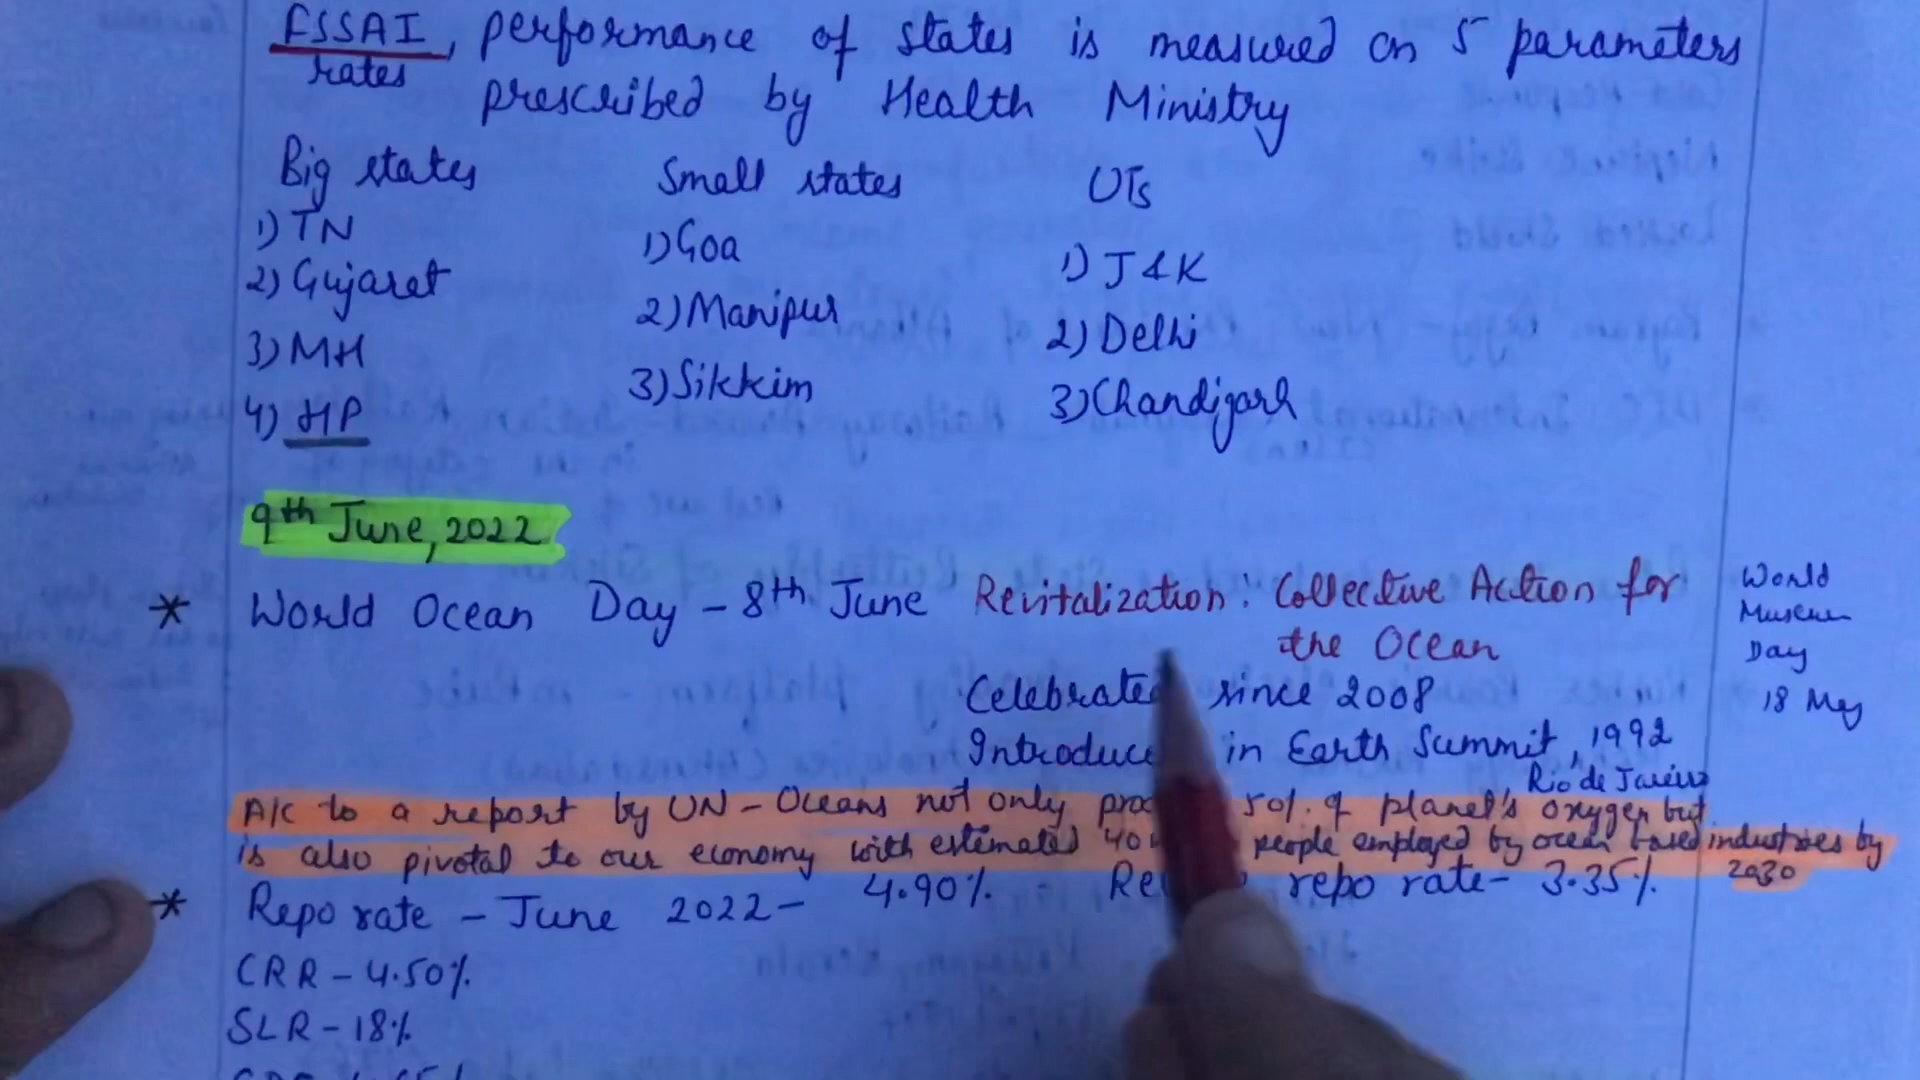 FSSAI, performance of states is measured on 5 parameters
rates
prescribed by Health Ministry
Big states
1) TN
2) Gujarat
3) MH
4) HP
Small states
1) Goa
2) Manipur
3) Sikkim
UTs
1) J & K
2) Delhi
3) Chandigarh
9th June, 2022
* World Ocean Day - 8th June Revitalization: Collective Action for
the Ocean
Celebrated since 2008
Introduce in Earth Summit, 1992
Rio de Janeiro
World
Museum
Day
18 May
A/C to a report by UN - Oceans not only 50% of planet's oxygen but
is also pivotal to our economy with estimated 40 people employed by ocean based industries by
2030
* Repo rate - June 2022 - 4.90% repo rate - 3.35%
CRR - 4.50%
SLR - 18%